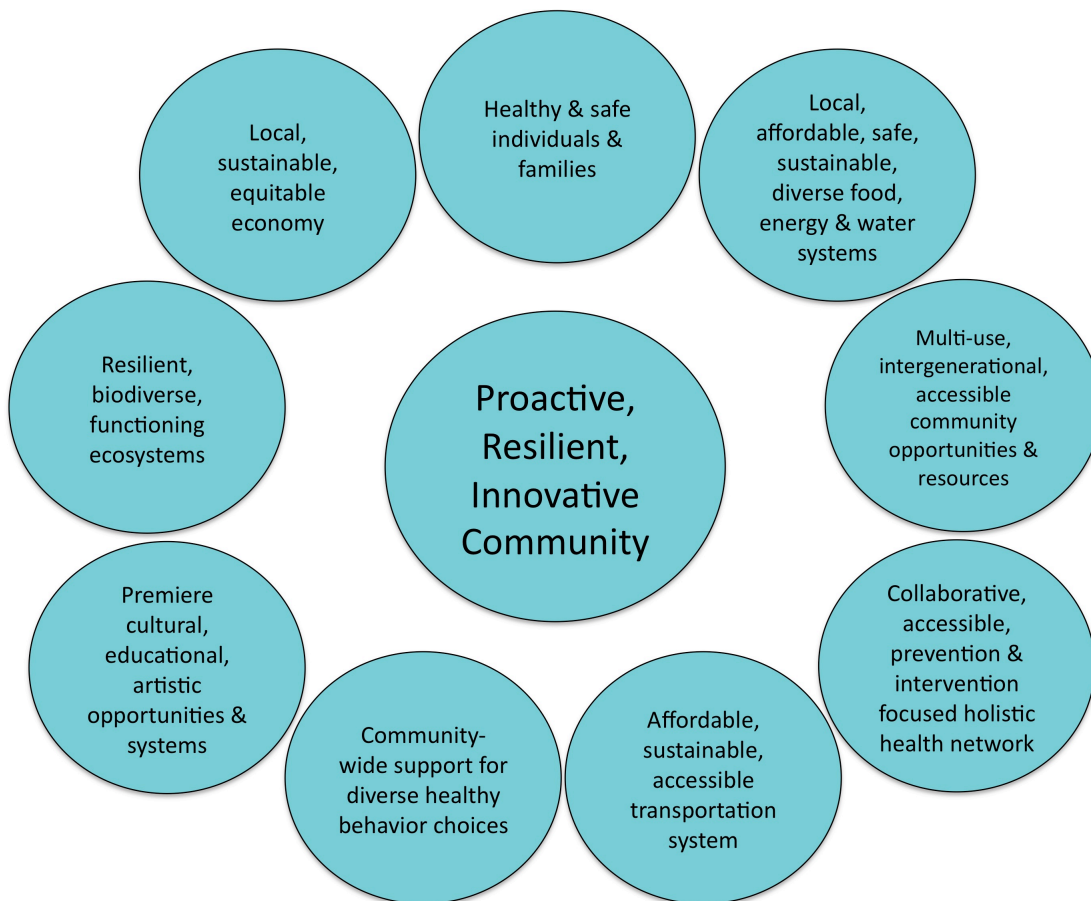 Healthy & safe
individuals &
families
Local,
affordable, safe,
sustainable,
diverse food,
energy & water
systems
Multi-use,
intergenerational,
accessible
community
opportunities &
resources
Collaborative,
accessible,
prevention &
intervention
focused holistic
health network
Affordable,
sustainable,
accessible
transportation
system
Community-
wide support for
diverse healthy
behavior choices
Premiere
cultural,
educational,
artistic
opportunities &
systems
Resilient,
biodiverse,
functioning
ecosystems
Local,
sustainable,
equitable
economy
Proactive,
Resilient,
Innovative
Community